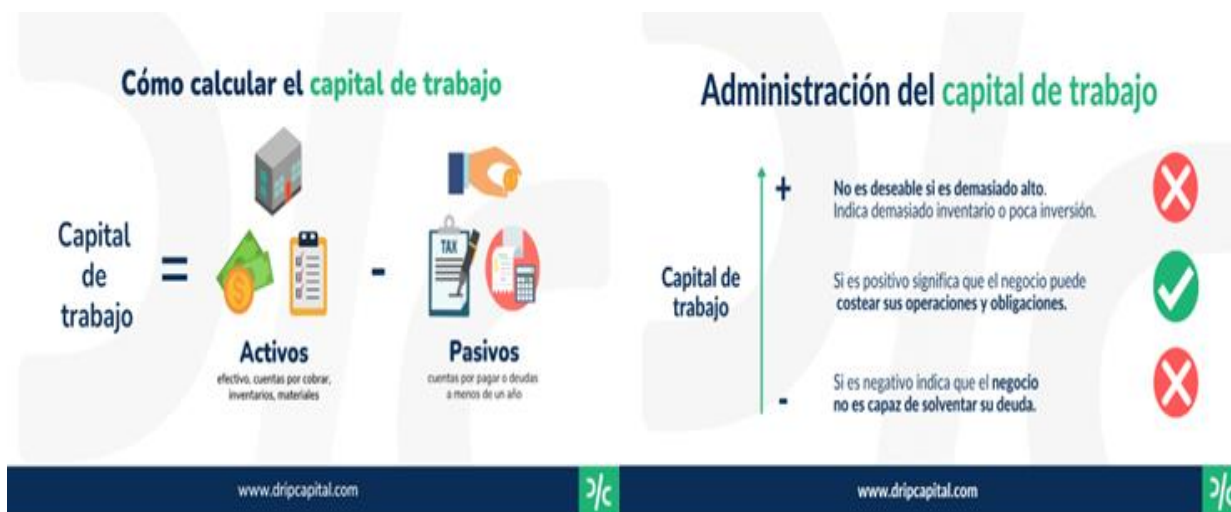 Cómo calcular el capital de trabajo
Capital
de
trabajo
=
-
TAX
Activos
efectivo, cuentas por cobrar,
inventarios, materiales
Pasivos
cuentas por pagar o deudas
a menos de un año
www.dripcapital.com
Administración del capital de trabajo
Capital de
trabajo
+
No es deseable si es demasiado alto.
Indica demasiado inventario o poca inversión.
Si es positivo significa que el negocio puede
costear sus operaciones y obligaciones.
-
Si es negativo indica que el negocio
no es capaz de solventar su deuda.
www.dripcapital.com